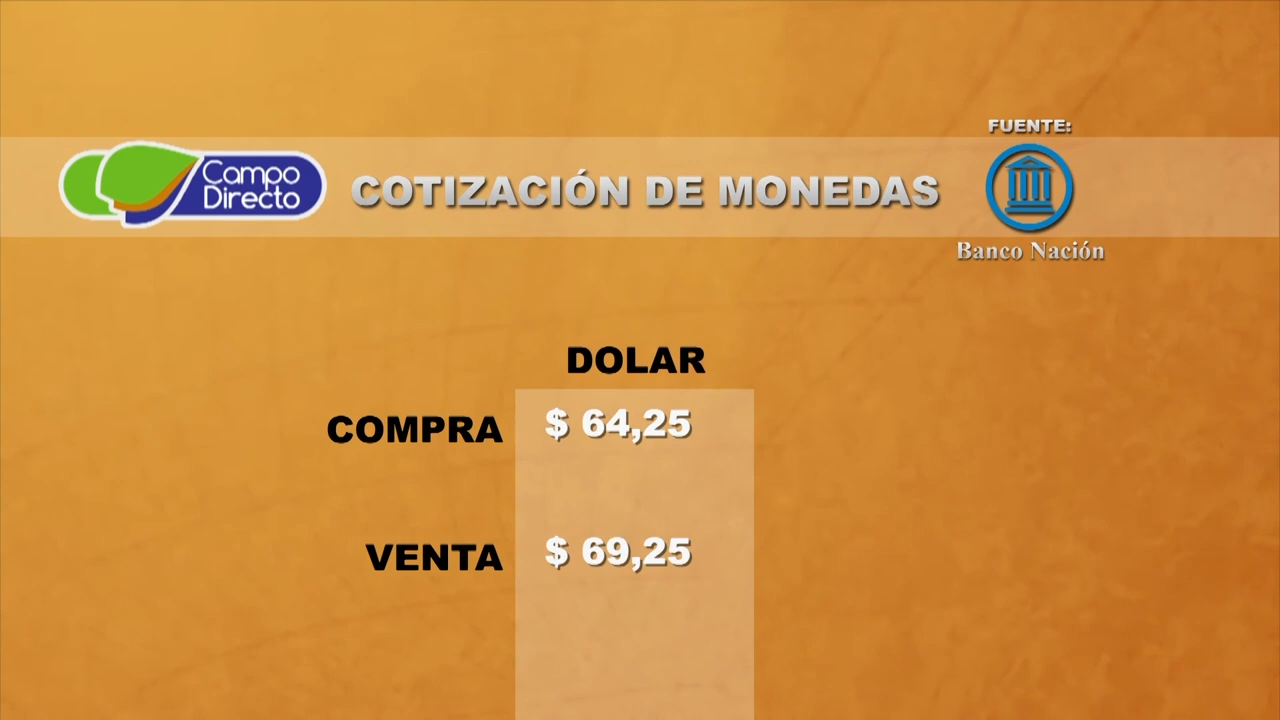 FUENTE:
Campo
Directo
COTIZACIÓN DE MONEDAS
Banco Nación
DOLAR
COMPRA $ 64,25
VENTA $ 69,25